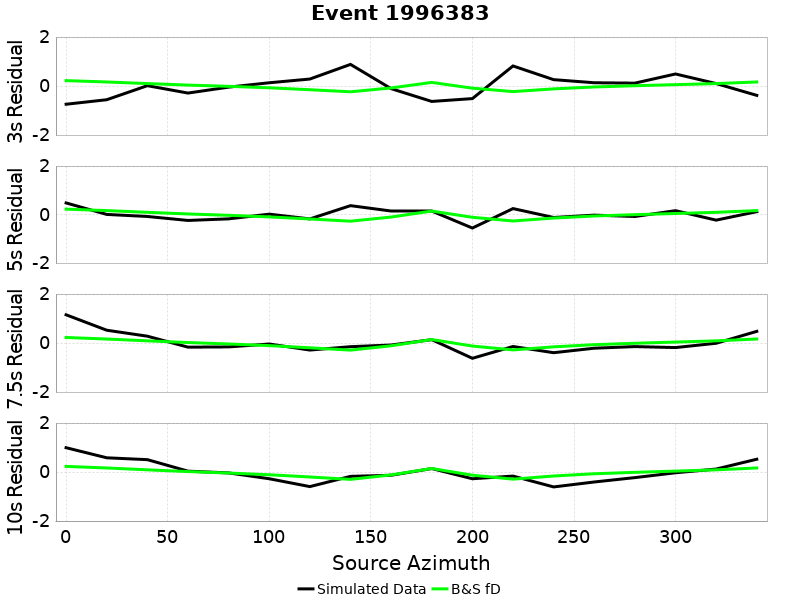 Event 1996383
3s Residual
2
0
-2
5s Residual
2
0
-2
7.5s Residual
2
0
-2
10s Residual
2
0
-2
0 50 100 150 200 250 300
Source Azimuth
Simulated Data B&S fD